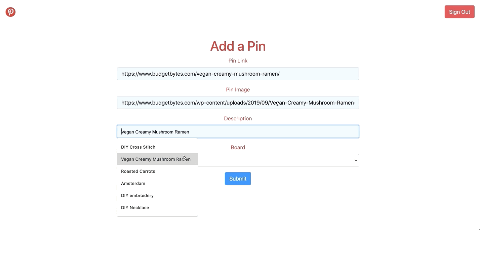 Sign Out
Add a Pin
Pin Link
https://www.budgetbytes.com/vegan-creamy-mushroom-ramen/
Pin Image
https://www.budgetbytes.com/wp-content/uploads/2019/09/Vegan-Creamy-Mushroom-Ramen
Description
Vegan Creamy Mushroom Ramen
Board
DIY Cross Stitch
Vegan Creamy Mushroom Ramen
Roasted Carrots
Amsterdam
DIY embroidery
DIY Necklace
Submit